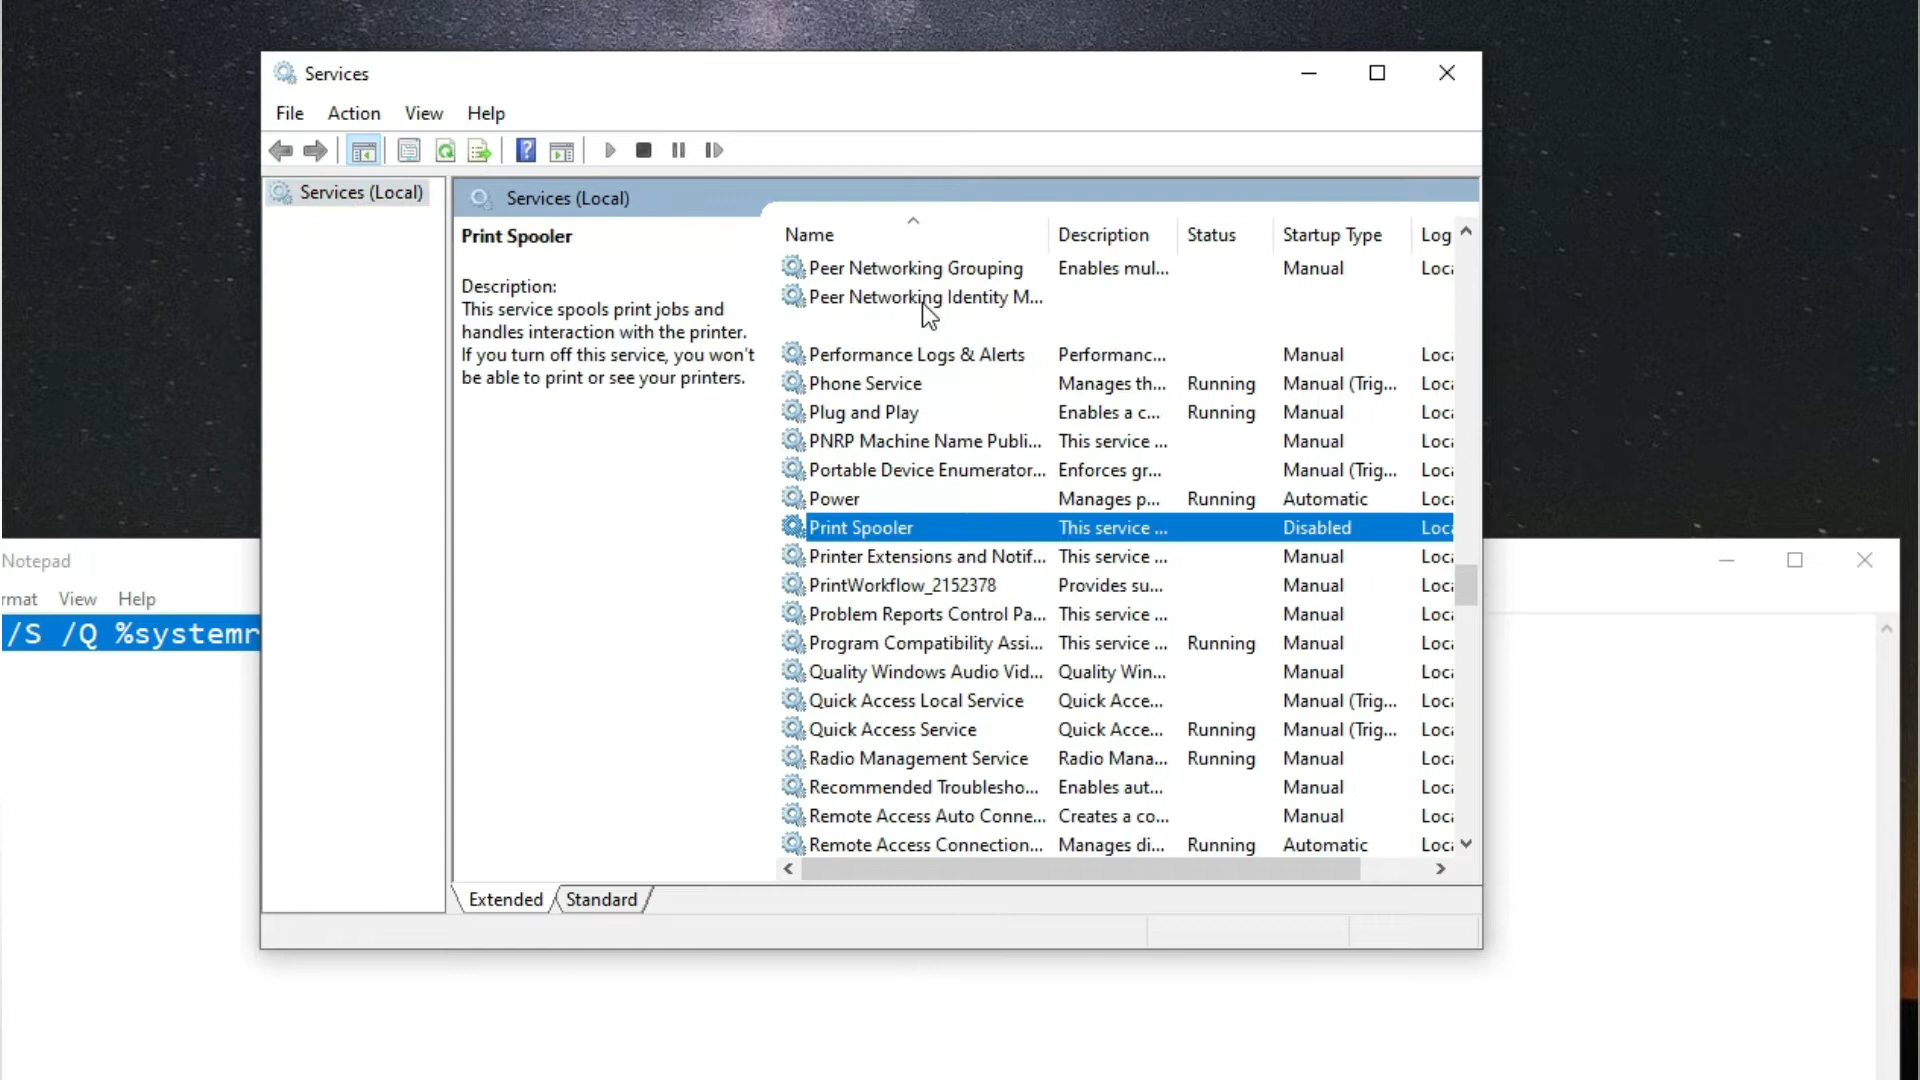 Services
File Action View Help
Services (Local)
Services (Local)
Print Spooler
Description:
This service spools print jobs and
handles interaction with the printer.
If you turn off this service, you won't
be able to print or see your printers.
Name Description Status Startup Type Log
Peer Networking Grouping Enables mul... Manual Loca
Peer Networking Identity M...
Performance Logs & Alerts Performanc... Manual Loca
Phone Service Manages th... Running Manual (Trig... Loca
Plug and Play Enables a c... Running Manual Loca
PNRP Machine Name Publi... This service ... Manual Loca
Portable Device Enumerator... Enforces gr... Manual (Trig... Loca
Power Manages p... Running Automatic Loca
Print Spooler This service ... Disabled Loca
Printer Extensions and Notif... This service ... Manual Loca
PrintWorkflow_2152378 Provides su... Manual Loca
Problem Reports Control Pa... This service ... Manual Loca
Program Compatibility Assi... This service ... Running Manual Loca
Quality Windows Audio Vid... Quality Win... Manual Loca
Quick Access Local Service Quick Acce... Manual (Trig... Loca
Quick Access Service Quick Acce... Running Manual (Trig... Loca
Radio Management Service Radio Mana... Running Manual Loca
Recommended Troublesho... Enables aut... Manual Loca
Remote Access Auto Conne... Creates a co... Manual Loca
Remote Access Connection... Manages di... Running Automatic Loca
Extended Standard
Notepad
rmat View Help
/S /Q %systemr